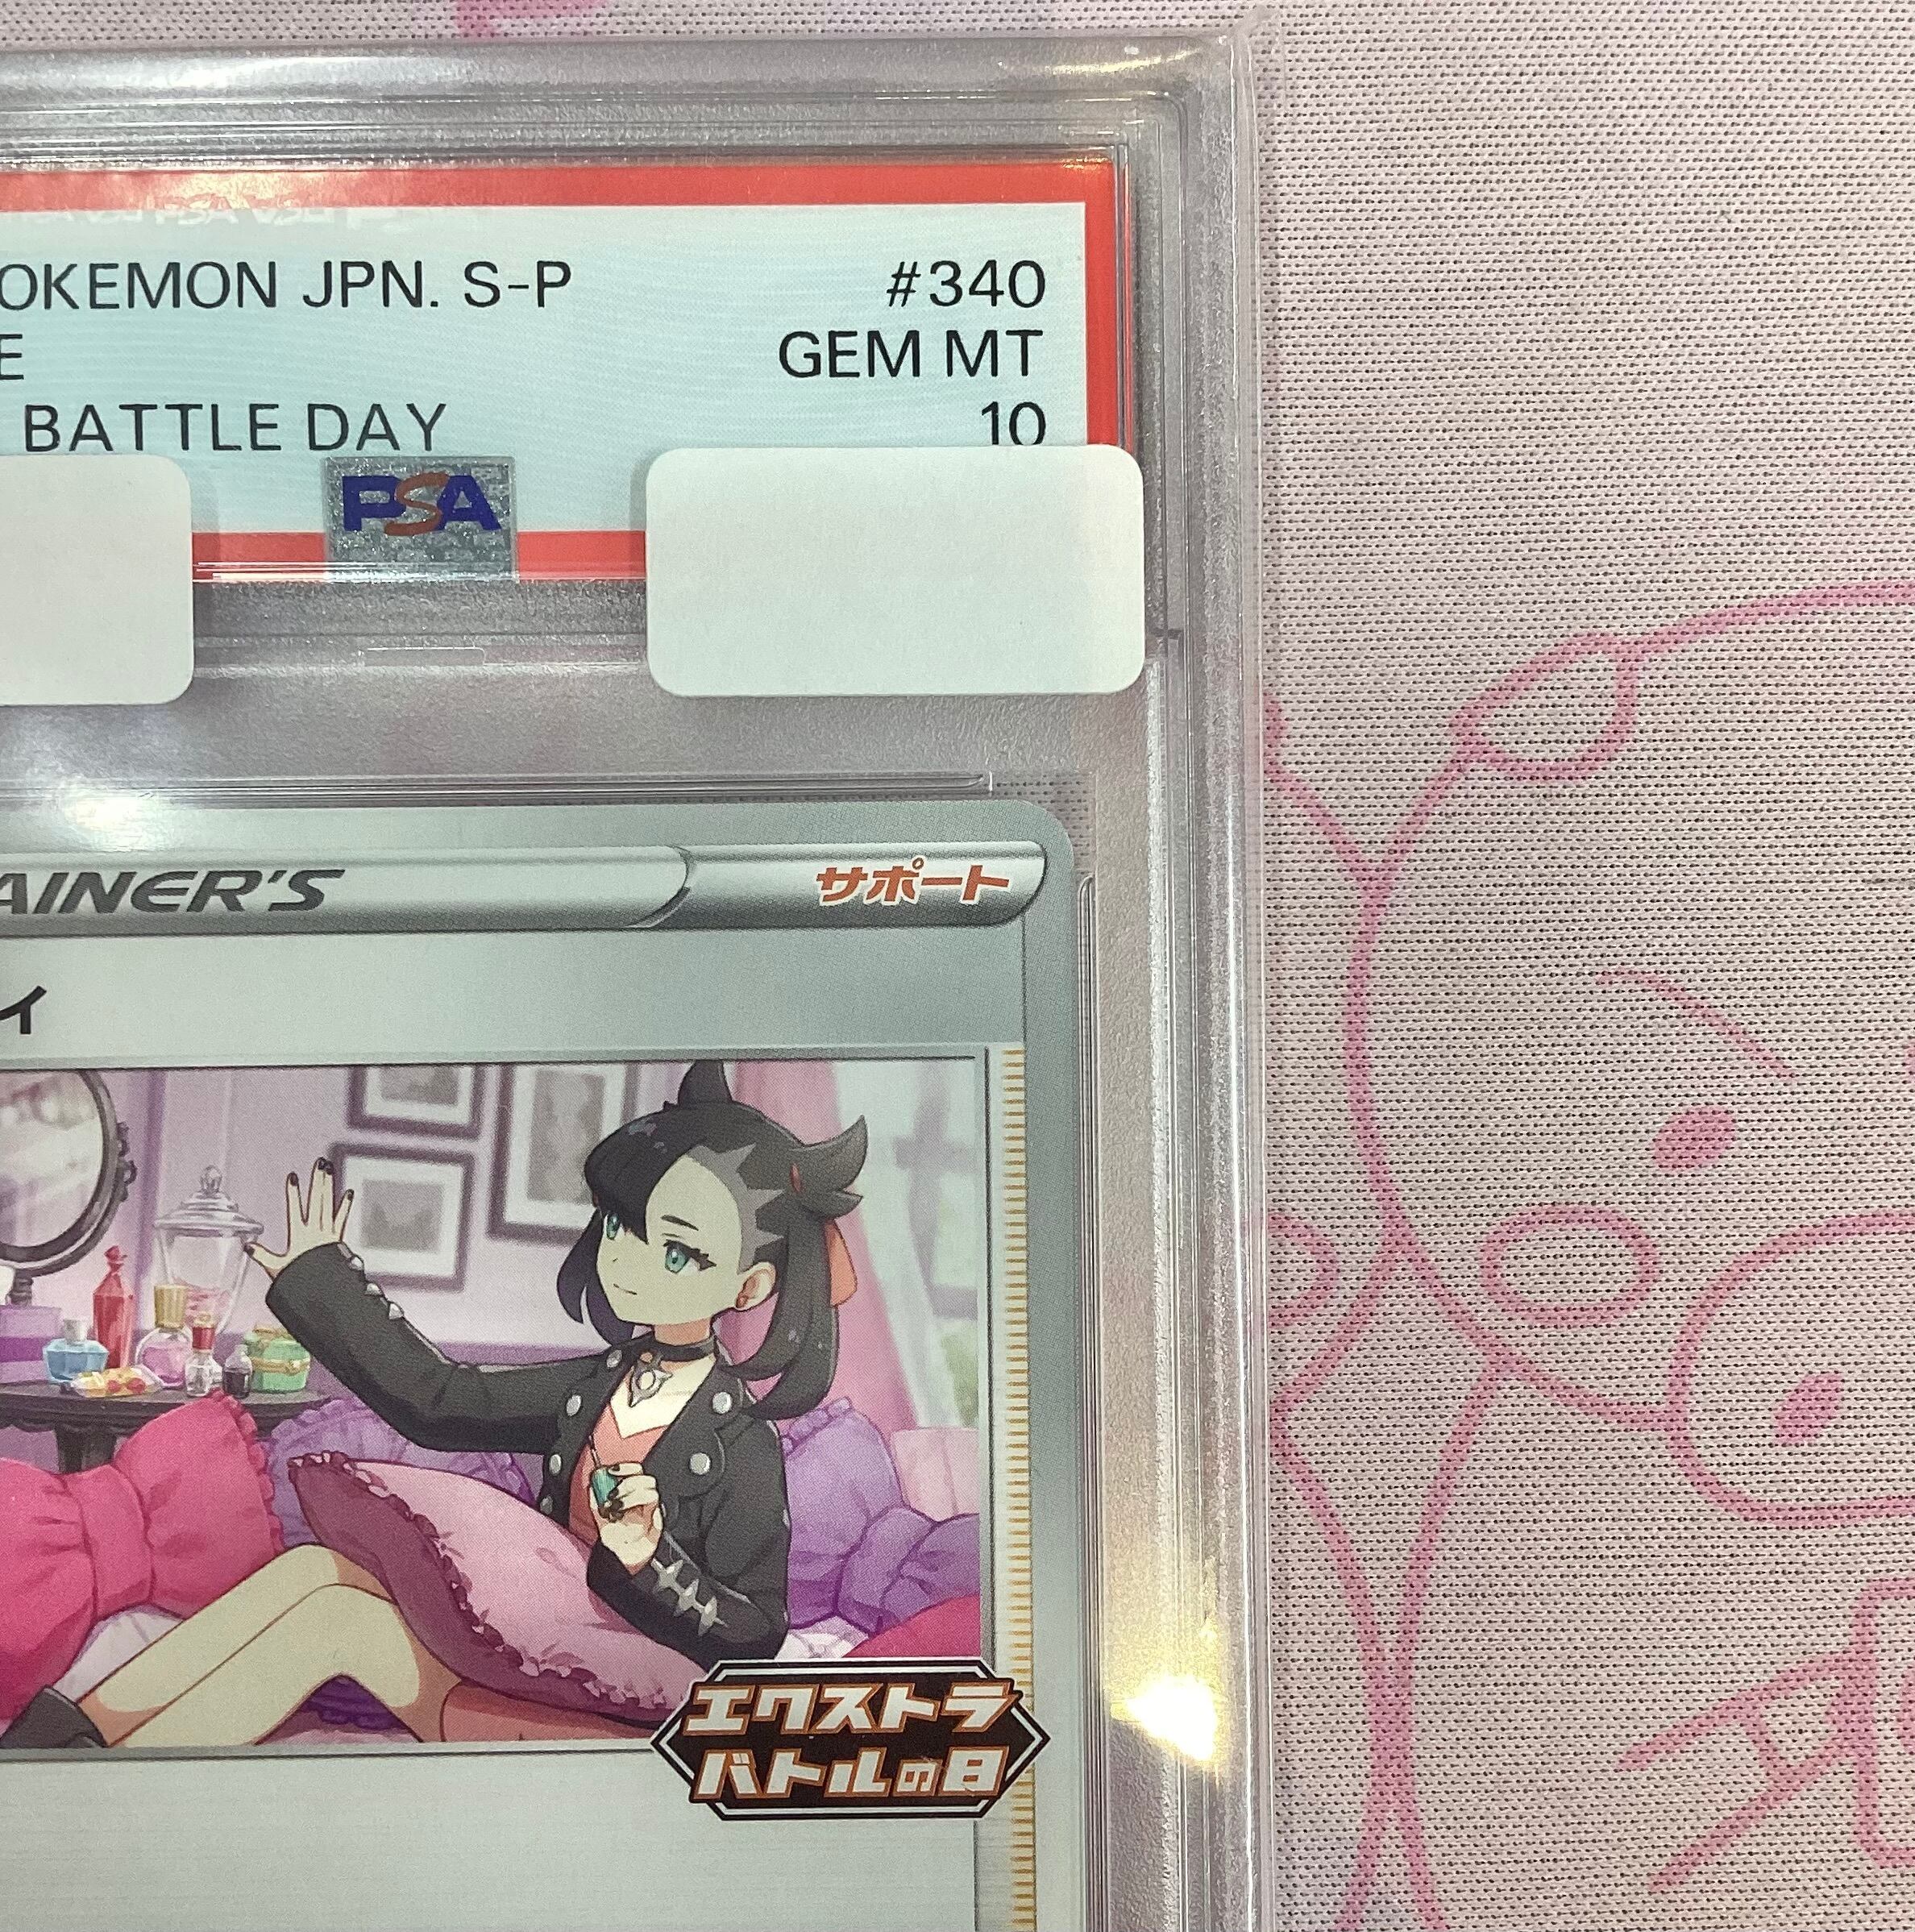 OKEMON JPN. S-P #340
E GEM MT
BATTLE DAY 10
PSA
AINER'S サポート
ィ
エクストラ
バトルの日